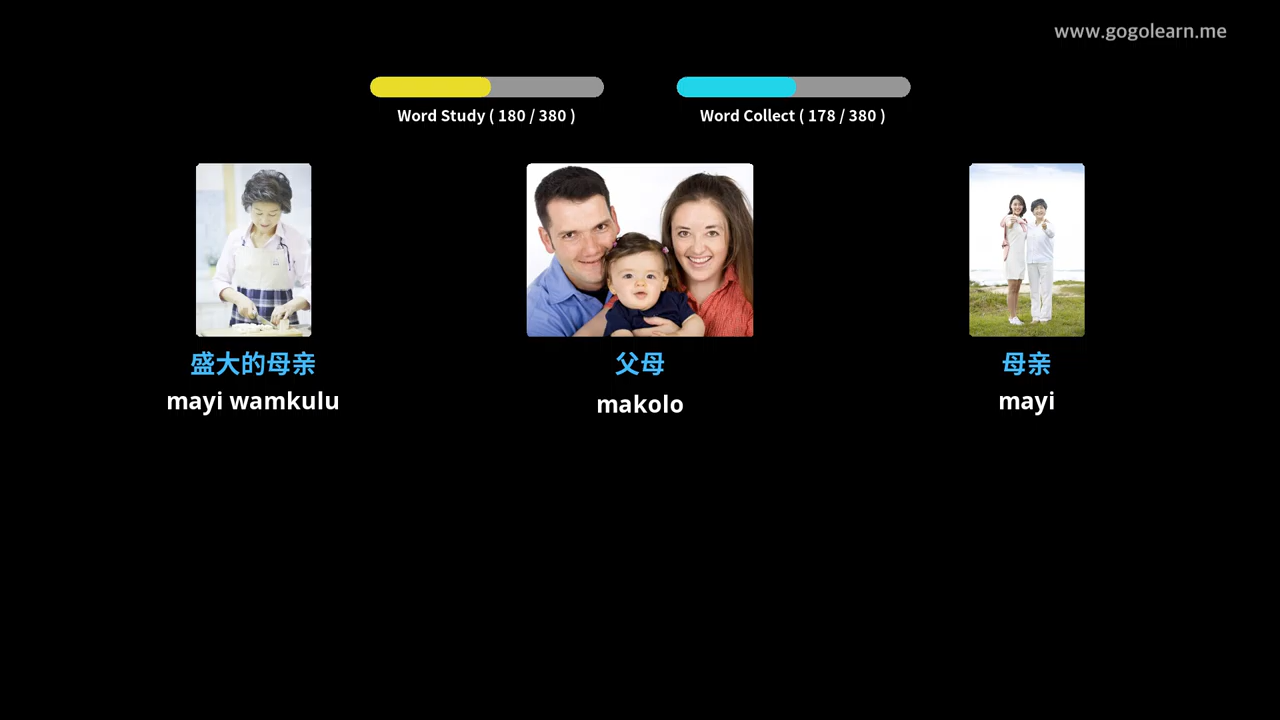 www.gogolearn.me
Word Study ( 180 / 380 )
Word Collect ( 178 / 380 )
盛大的母亲
父母
母亲
mayi wamkulu
makolo
mayi